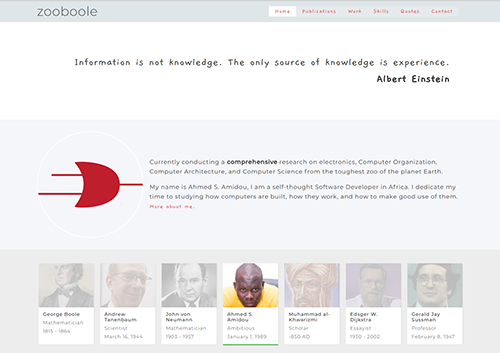 zooboole
Home Publications Work Skills Quotes Contact
Information is not knowledge. The only source of knowledge is experience.
Albert Einstein
Currently conducting a comprehensive research on electronics, Computer Organization,
Computer Architecture, and Computer Science from the toughest zoo of the planet Earth.
My name is Ahmed S. Amidou, I am a self-thought Software Developer in Africa. I dedicate my
time to studying how computers are built, how they work, and how to make good use of them.
More about me.
George Boole
Mathematician
1815 - 1864
Andrew
Tanenbaum
Scientist
March 16, 1944
John von
Neumann
Mathematician
1903 - 1957
Ahmed S.
Amidou
Ambitious
January 1, 1989
Muhammad al-
Khwarizmi
Scholar
~850 AD
Edsger W.
Dijkstra
Essayist
1930 - 2002
Gerald Jay
Sussman
Professor
February 8, 1947